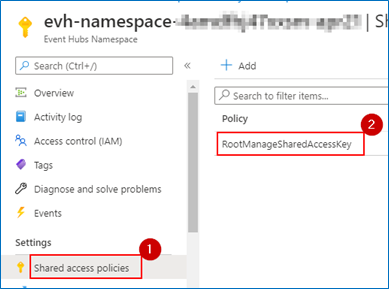 evh-namespace- | Sh
Event Hubs Namespace
Search (Ctrl+/)
«
Overview
Activity log
Access control (IAM)
Tags
Diagnose and solve problems
Events
Settings
1
Shared access policies
+ Add
Search to filter items...
Policy
2
RootManageSharedAccessKey